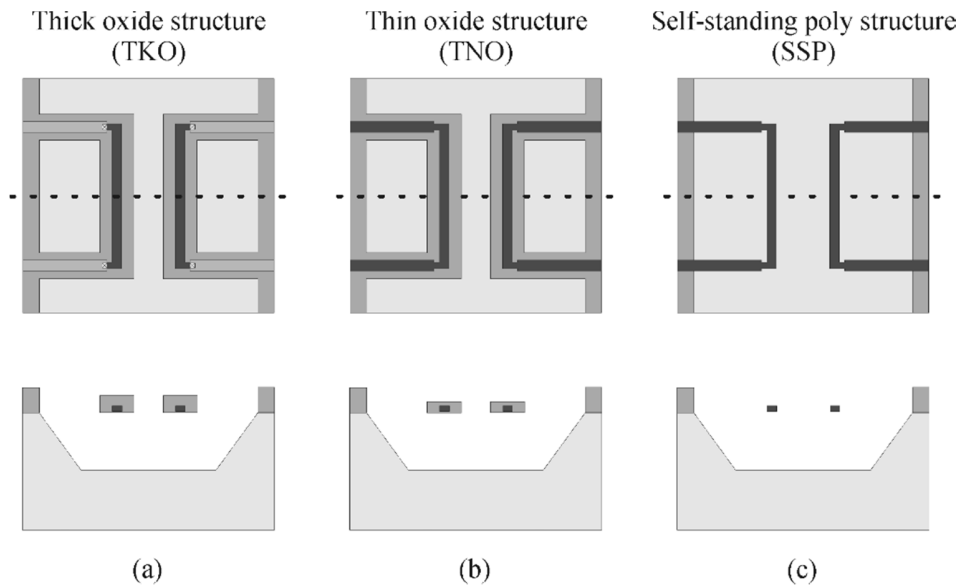 Thick oxide structure
(TKO)
Thin oxide structure
(TNO)
Self-standing poly structure
(SSP)
(a)
(b)
(c)